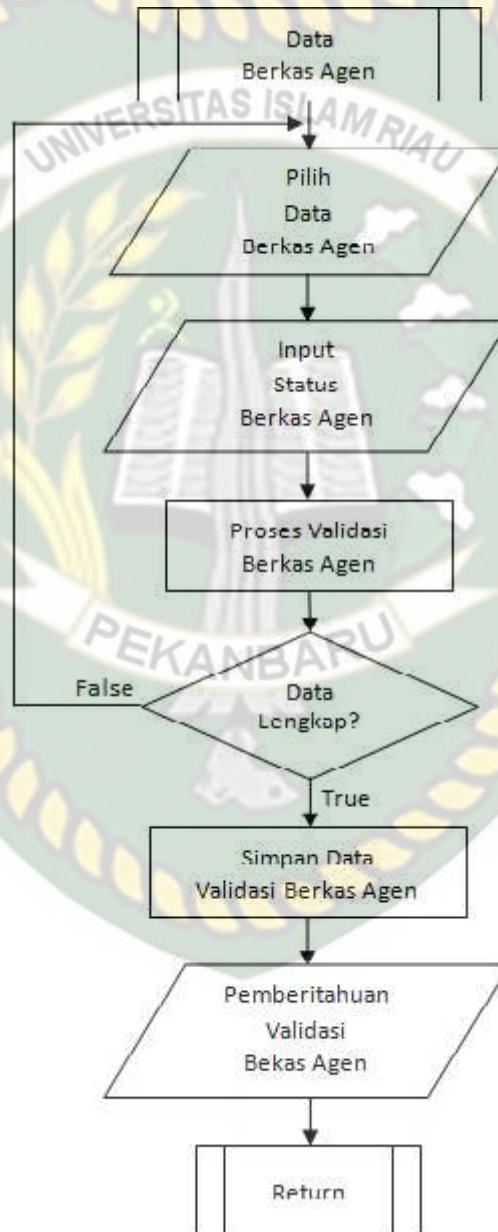 Data
Berkas Agen
UNIVERSITAS ISLAM RIAU
Pilih
Data
Berkas Agen
Input
Status
Berkas Agen
Proses Validasi
Berkas Agen
PEKANBARU
False
Data
Lengkap?
True
Simpan Data
Validasi Berkas Agen
Pemberitahuan
Validasi
Bekas Agen
Return